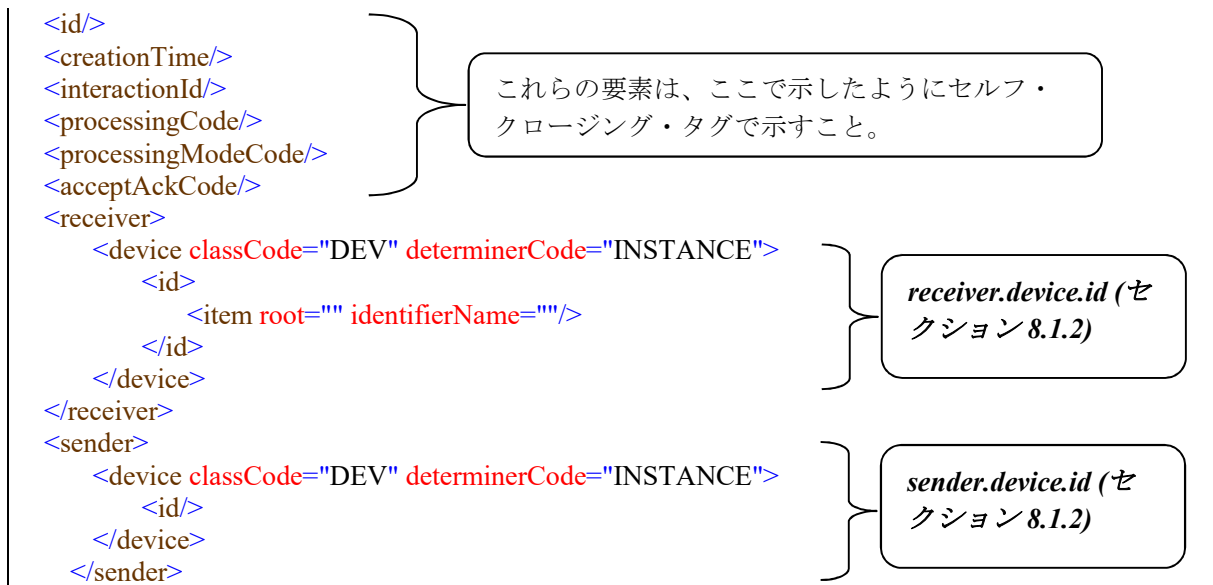 <id/>
<creationTime/>
<interactionId/>
<processingCode/>
<processingModeCode/>
<acceptAckCode/>
これらの要素は、ここで示したようにセルフ・
クロージング・タグで示すこと。
<receiver>
<device classCode="DEV" determinerCode="INSTANCE">
<id>
<item root="" identifierName=""/>
</id>
</device>
</receiver>
receiver.device.id (セ
クション 8.1.2)
<sender>
<device classCode="DEV" determinerCode="INSTANCE">
<id/>
</device>
</sender>
sender.device.id (セ
クション 8.1.2)